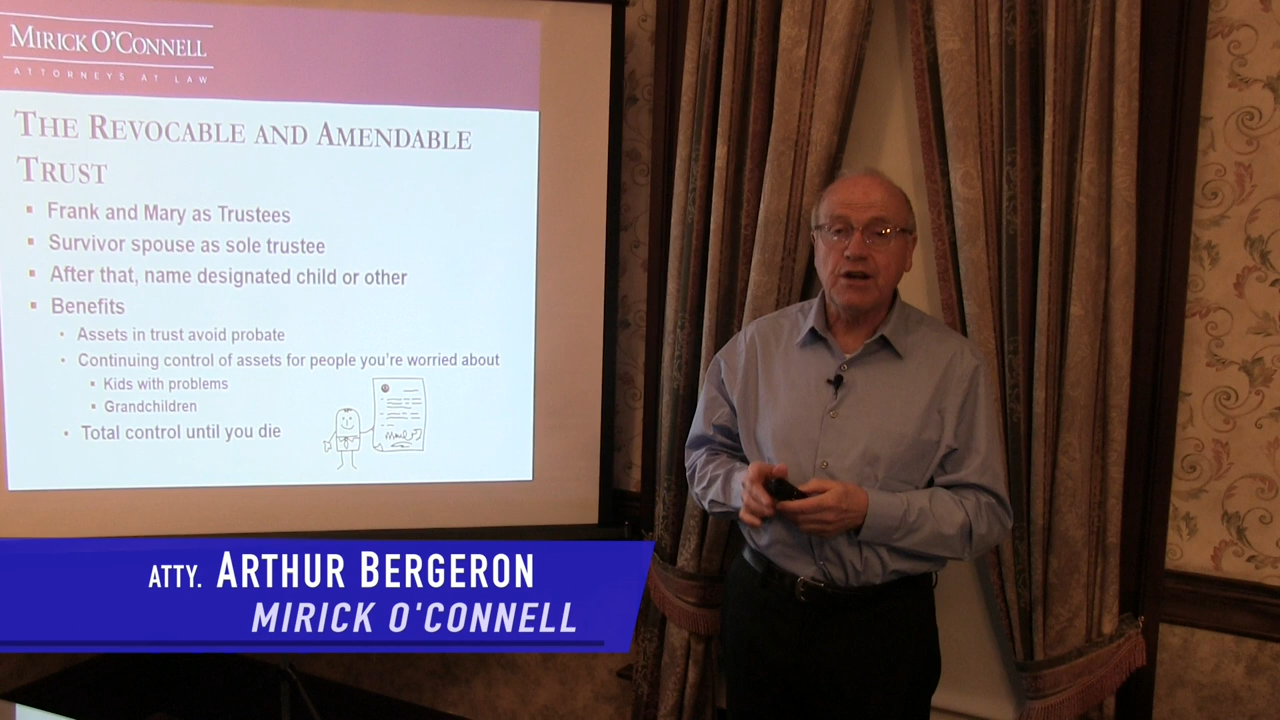 MIRICK O'CONNELL
ATTORNEYS AT LAW
THE REVOCABLE AND AMENDABLE
TRUST
Frank and Mary as Trustees
Survivor spouse as sole trustee
After that, name designated child or other
Benefits
Assets in trust avoid probate
Continuing control of assets for people you're worried about
Kids with problems
Grandchildren
Total control until you die
ATTY. ARTHUR BERGERON
MIRICK O'CONNELL